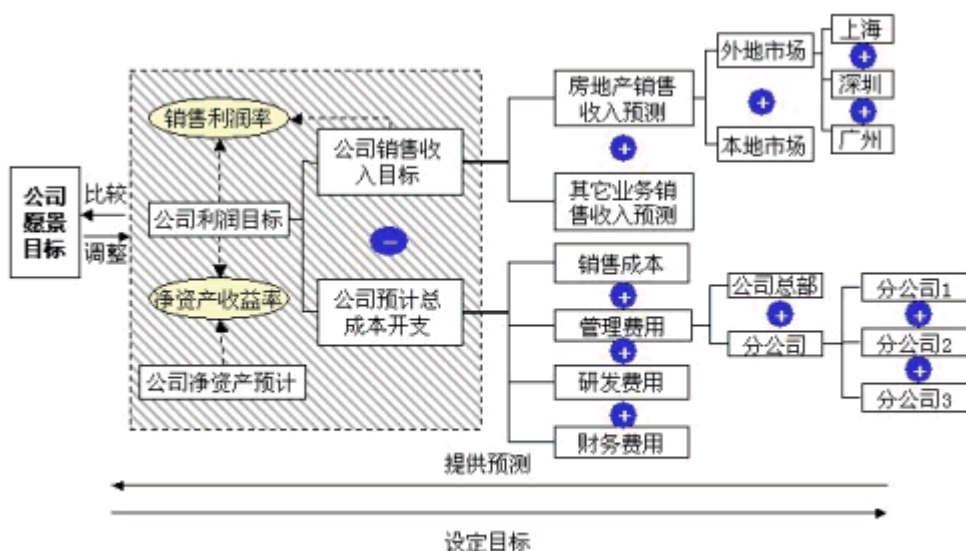 公司
愿景
目标
比较
调整
销售利润率
公司利润目标
净资产收益率
公司净资产预计
公司销售收
入目标
公司预计总
成本开支
房地产销售
收入预测
其它业务销
售收入预测
外地市场
本地市场
上海
深圳
广州
销售成本
管理费用
研发费用
财务费用
公司总部
分公司
分公司1
分公司2
分公司3
提供预测
设定目标